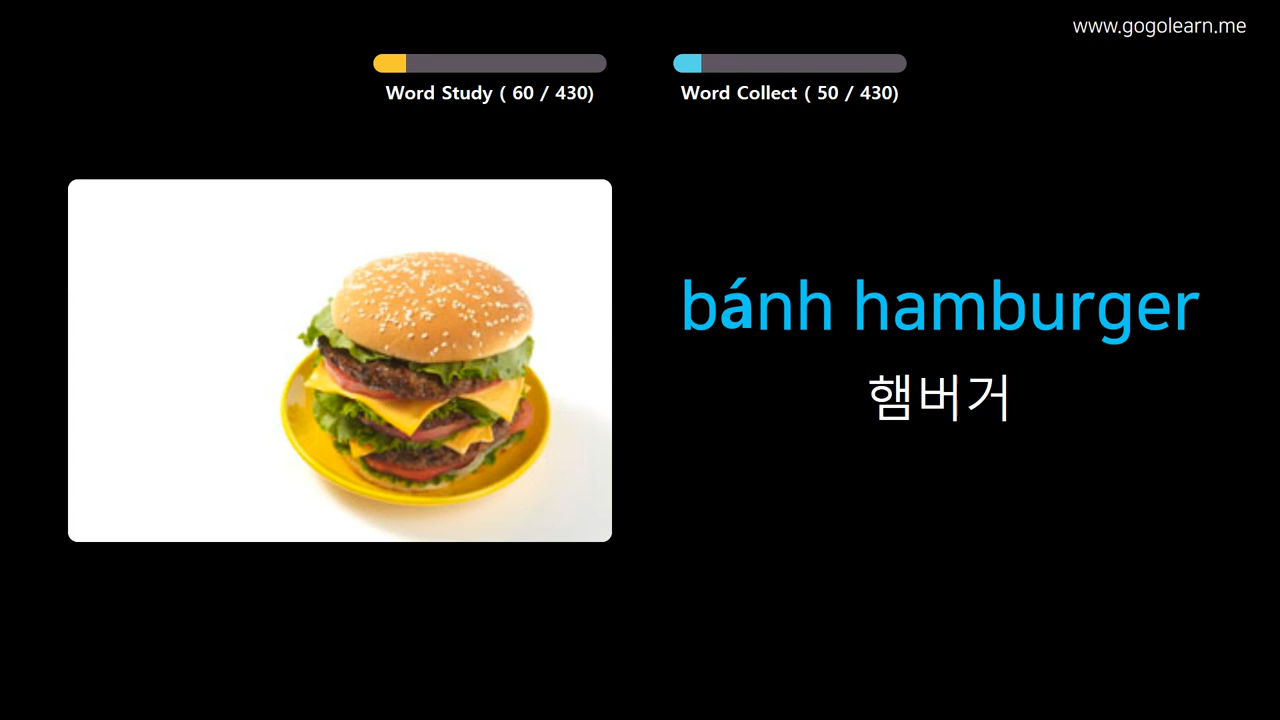 www.gogolearn.me
Word Study ( 60 / 430)
Word Collect ( 50 / 430)
bánh hamburger
햄버거